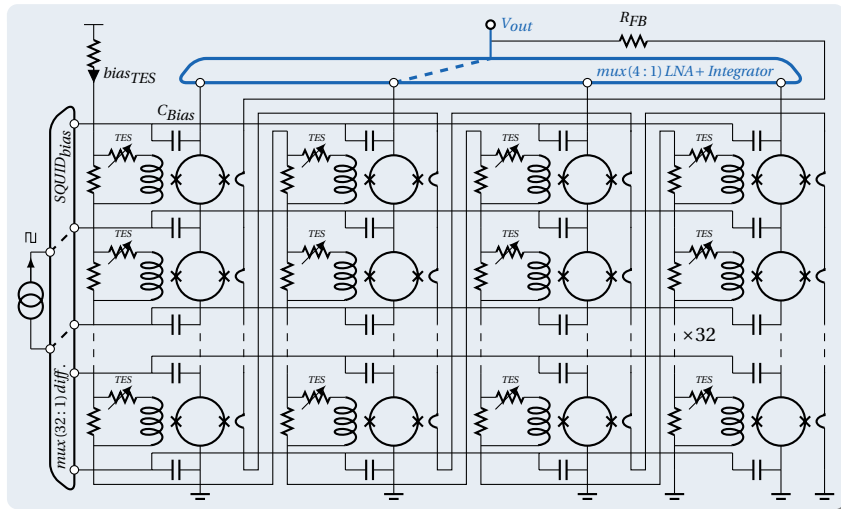 V_out
R_FB
bias_TES
mux(4:1) LNA+ Integrator
C_Bias
SQUID_bias
TES TES TES TES
TES TES TES TES
×32
TES TES TES TES
mux(32:1) diff.